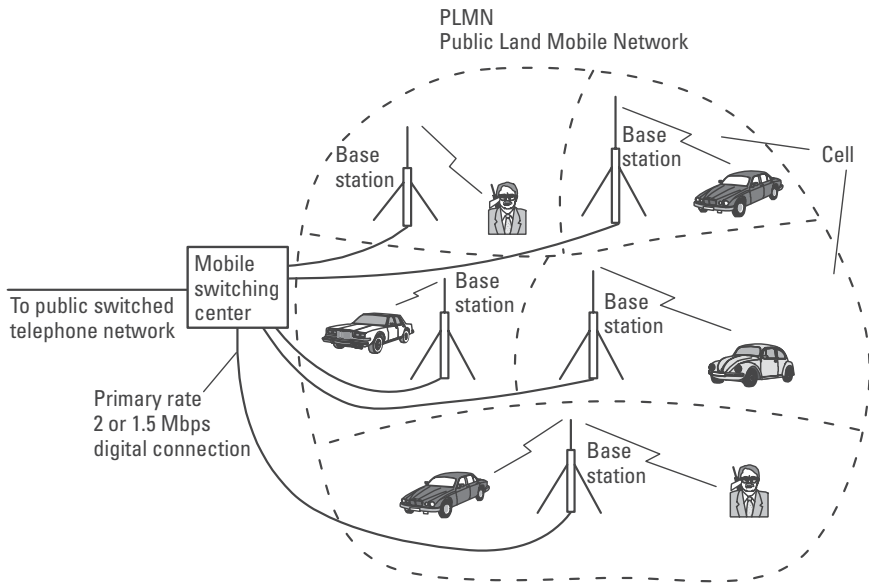 PLMN
Public Land Mobile Network
Base
station
Base
station
Cell
Mobile
switching
center
To public switched
telephone network
Base
station
Base
station
Primary rate
2 or 1.5 Mbps
digital connection
Base
station